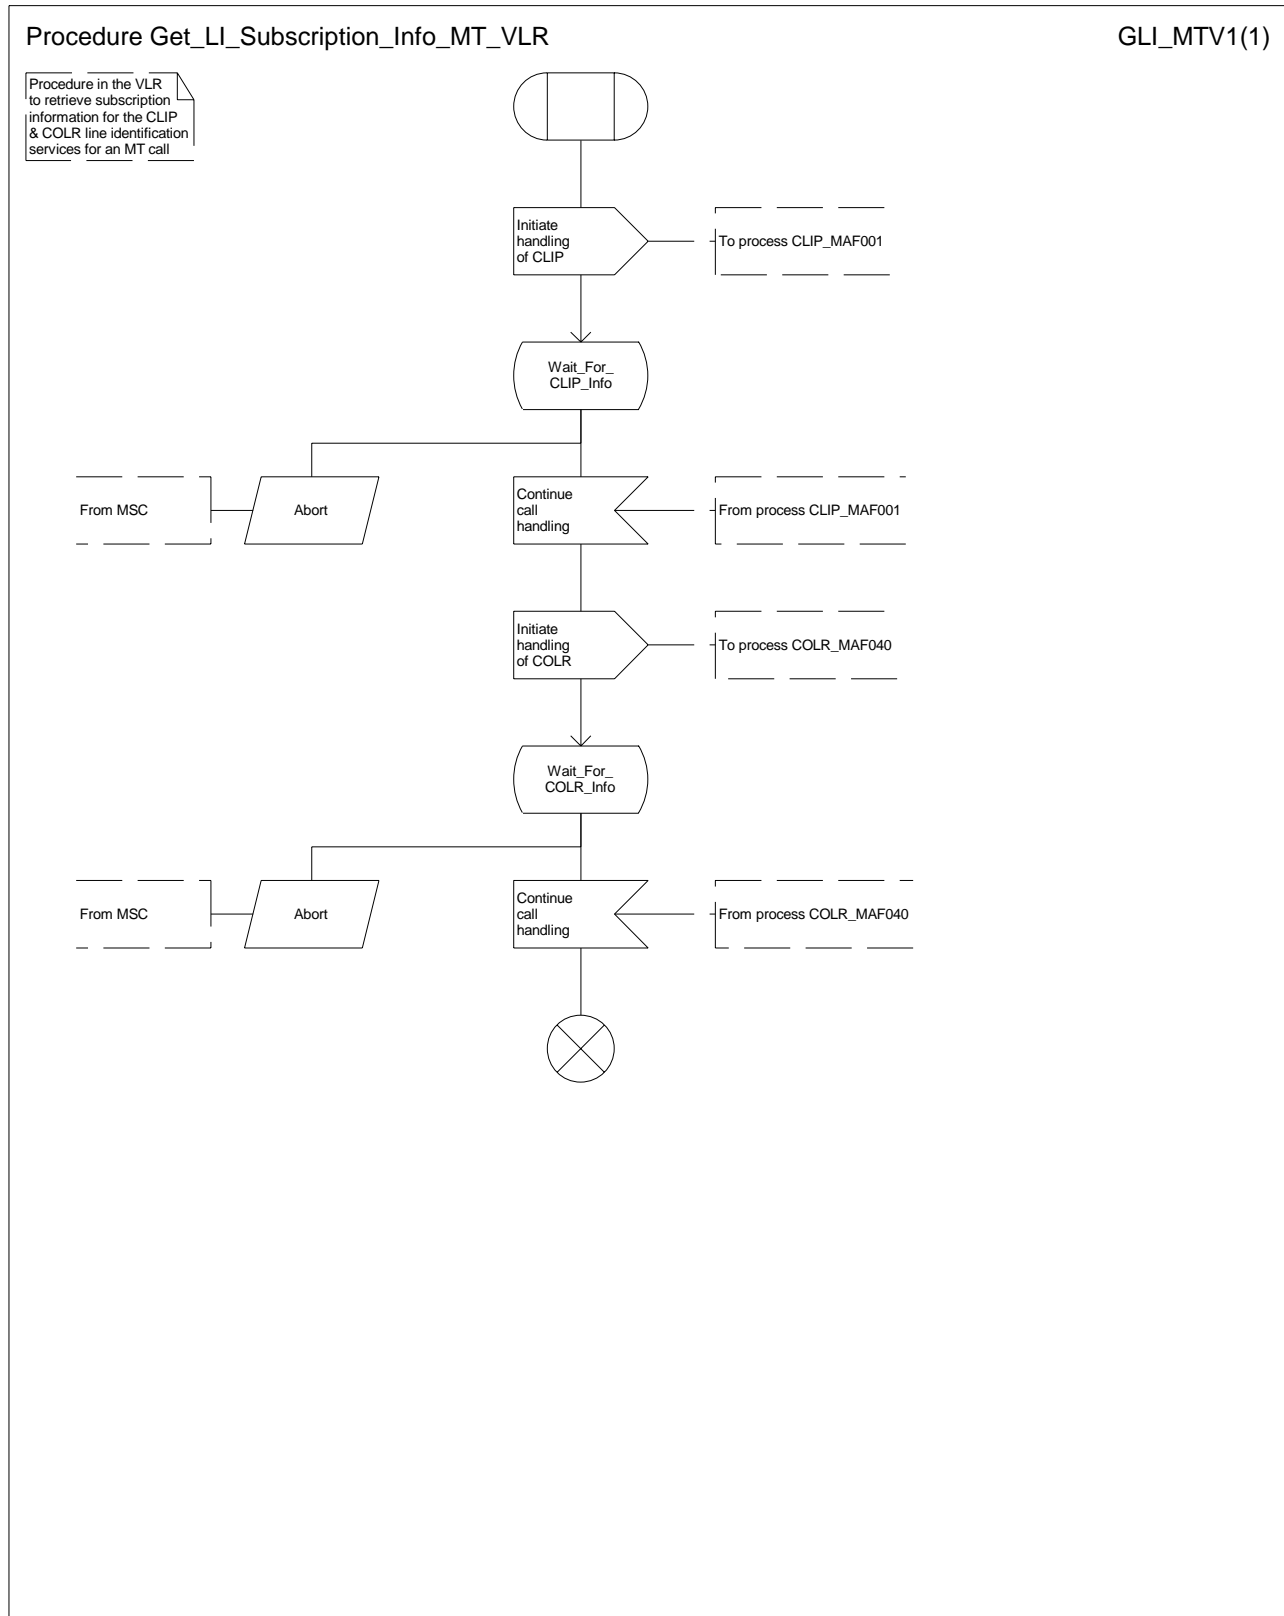 Procedure Get_LI_Subscription_Info_MT_VLR
GLI_MTV1(1)
Procedure in the VLR
to retrieve subscription
information for the CLIP
& COLR line identification
services for an MT call
Initiate
handling
of CLIP
To process CLIP_MAF001
Wait_For_
CLIP_Info
From MSC
Abort
Continue
call
handling
From process CLIP_MAF001
Initiate
handling
of COLR
To process COLR_MAF040
Wait_For_
COLR_Info
From MSC
Abort
Continue
call
handling
From process COLR_MAF040